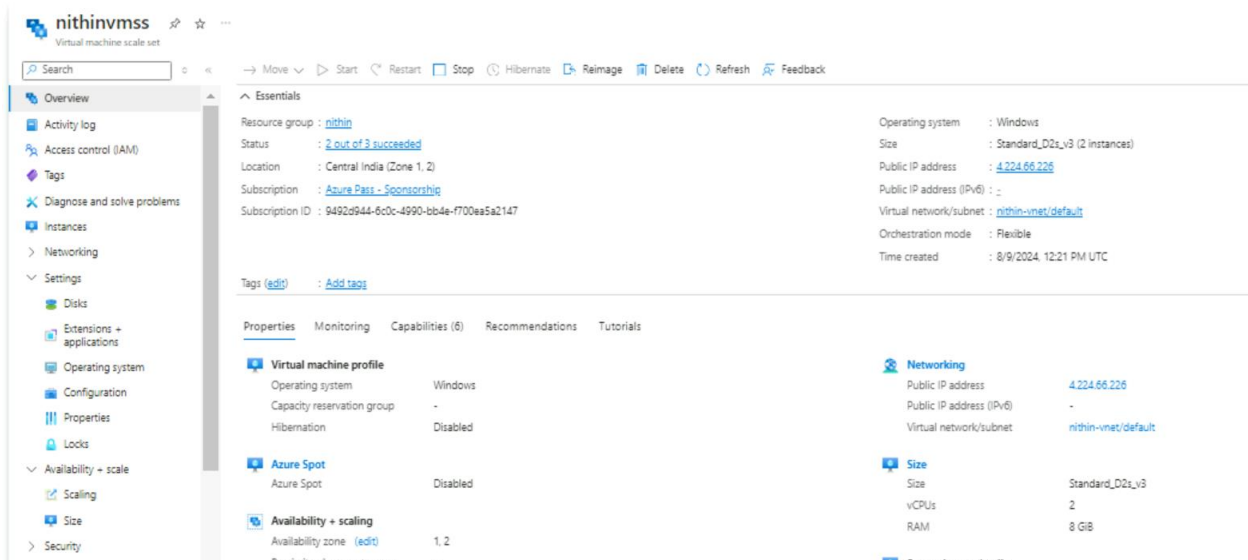 nithinvmss
Virtual machine scale set
Search
Move Start Restart Stop Hibernate Reimage Delete Refresh Feedback
Overview
Activity log
Access control (IAM)
Tags
Diagnose and solve problems
Instances
Networking
Settings
Disks
Extensions +
applications
Operating system
Configuration
Properties
Locks
Availability + scale
Scaling
Size
Security
Essentials
Resource group : nithin
Status : 2 out of 3 succeeded
Location : Central India (Zone 1, 2)
Subscription : Azure Pass - Sponsorship
Subscription ID : 9492d944-6c0c-4990-bb4e-f700ea5a2147
Operating system : Windows
Size : Standard_D2s_v3 (2 instances)
Public IP address : 4.224.66.226
Public IP address (IPv6) : -
Virtual network/subnet : nithin-vnet/default
Orchestration mode : Flexible
Time created : 8/9/2024, 12:21 PM UTC
Tags (edit) : Add tags
Properties Monitoring Capabilities (6) Recommendations Tutorials
Virtual machine profile
Operating system Windows
Capacity reservation group -
Hibernation Disabled
Azure Spot
Azure Spot Disabled
Availability + scaling
Availability zone (edit) 1, 2
Networking
Public IP address 4.224.66.226
Public IP address (IPv6) -
Virtual network/subnet nithin-vnet/default
Size
Size Standard_D2s_v3
vCPUs 2
RAM 8 GiB